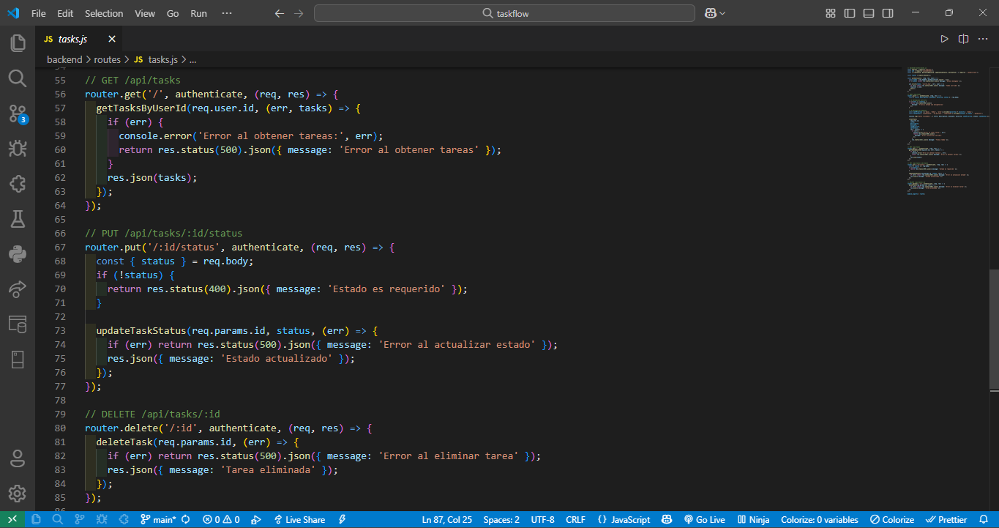 File Edit Selection View Go Run ···
taskflow
JS tasks.js
backend > routes > JS tasks.js > ...
54
55 // GET /api/tasks
56 router.get('/', authenticate, (req, res) => {
57 getTasksByUserId(req.user.id, (err, tasks) => {
58 if (err) {
59 console.error('Error al obtener tareas:', err);
60 return res.status(500).json({ message: 'Error al obtener tareas' });
61 }
62 res.json(tasks);
63 });
64 });
65
66 // PUT /api/tasks/:id/status
67 router.put('/:id/status', authenticate, (req, res) => {
68 const { status } = req.body;
69 if (!status) {
70 return res.status(400).json({ message: 'Estado es requerido' });
71 }
72
73 updateTaskStatus(req.params.id, status, (err) => {
74 if (err) return res.status(500).json({ message: 'Error al actualizar estado' });
75 res.json({ message: 'Estado actualizado' });
76 });
77 });
78
79 // DELETE /api/tasks/:id
80 router.delete('/:id', authenticate, (req, res) => {
81 deleteTask(req.params.id, (err) => {
82 if (err) return res.status(500).json({ message: 'Error al eliminar tarea' });
83 res.json({ message: 'Tarea eliminada' });
84 });
85 });
86
3
main* 0 0 Live Share Ln 87, Col 25 Spaces: 2 UTF-8 CRLF {} JavaScript Go Live Ninja Colorize: 0 variables Colorize Prettier